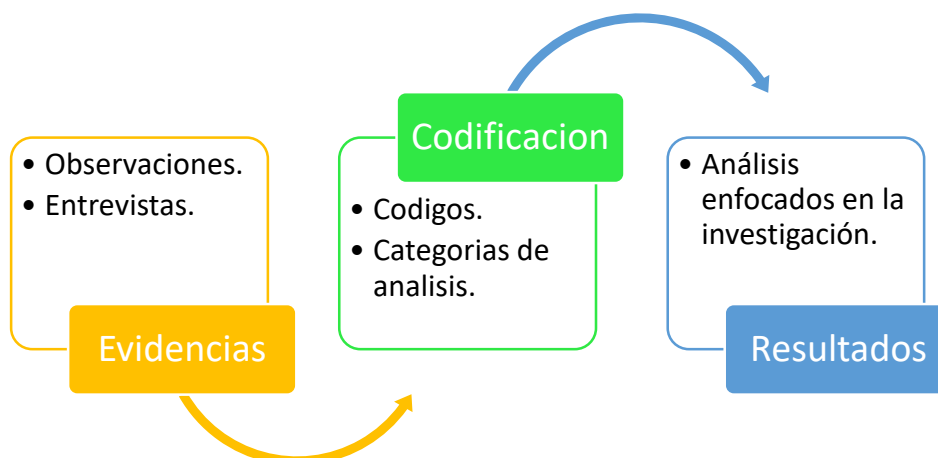 • Observaciones.
• Entrevistas.
Evidencias
Codificacion
• Codigos.
• Categorias de
analisis.
• Análisis
enfocados en la
investigación.
Resultados